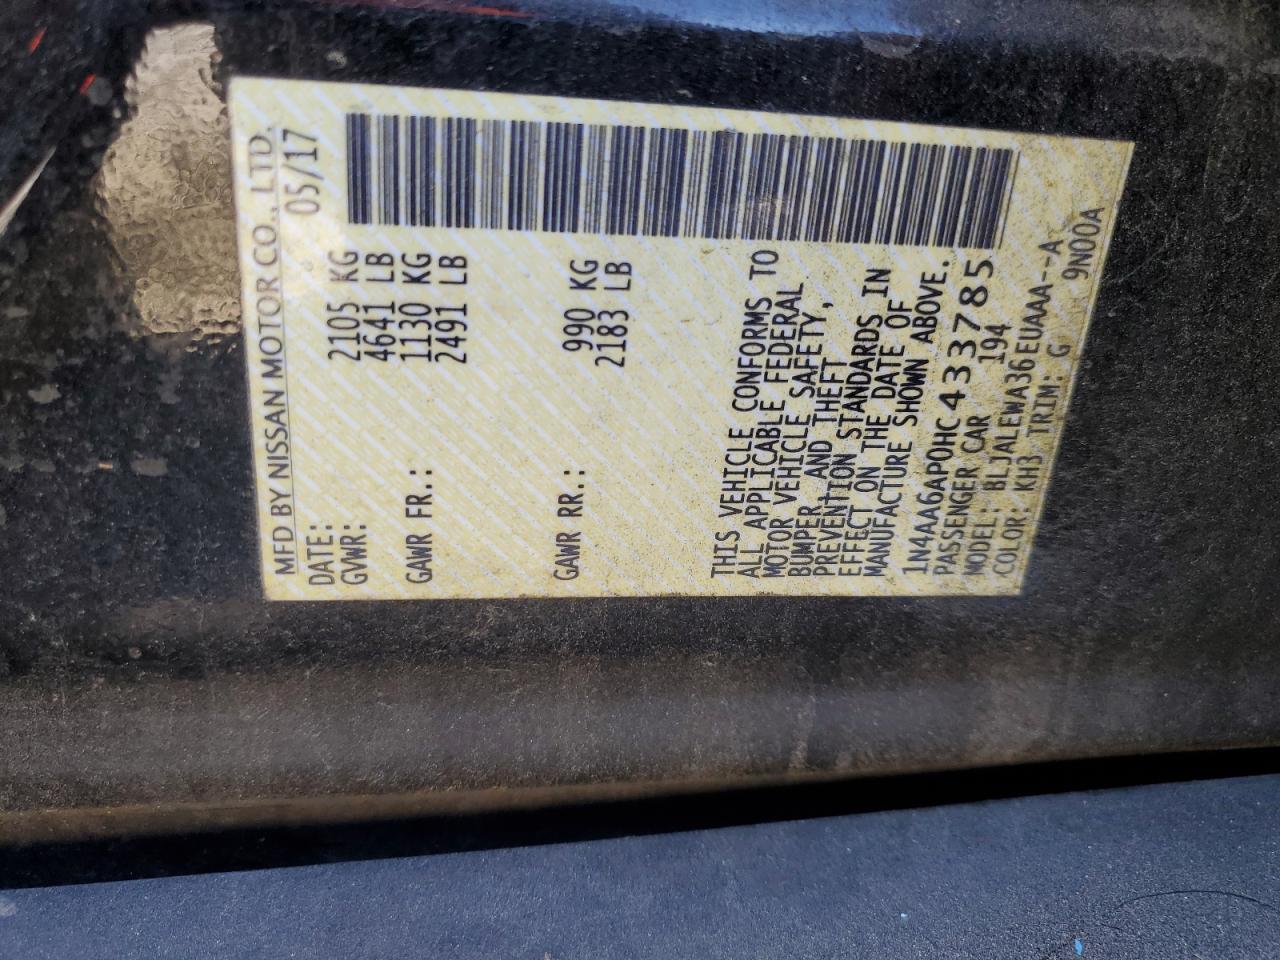 MFD BY NISSAN MOTOR CO., LTD.
DATE: 05/17
GVWR: 2105 KG
4641 LB
GAWR FR.: 1130 KG
2491 LB
GAWR RR.: 990 KG
2183 LB
THIS VEHICLE CONFORMS TO
ALL APPLICABLE FEDERAL
MOTOR VEHICLE SAFETY,
BUMPER, AND THEFT
PREVENTION STANDARDS IN
EFFECT ON THE DATE OF
MANUFACTURE SHOWN ABOVE.
1N4AA6AP0HC433785
PASSENGER CAR 194
MODEL: BLJALEWA36EUAAA--A
COLOR: KH3 TRIM: G 9N00A